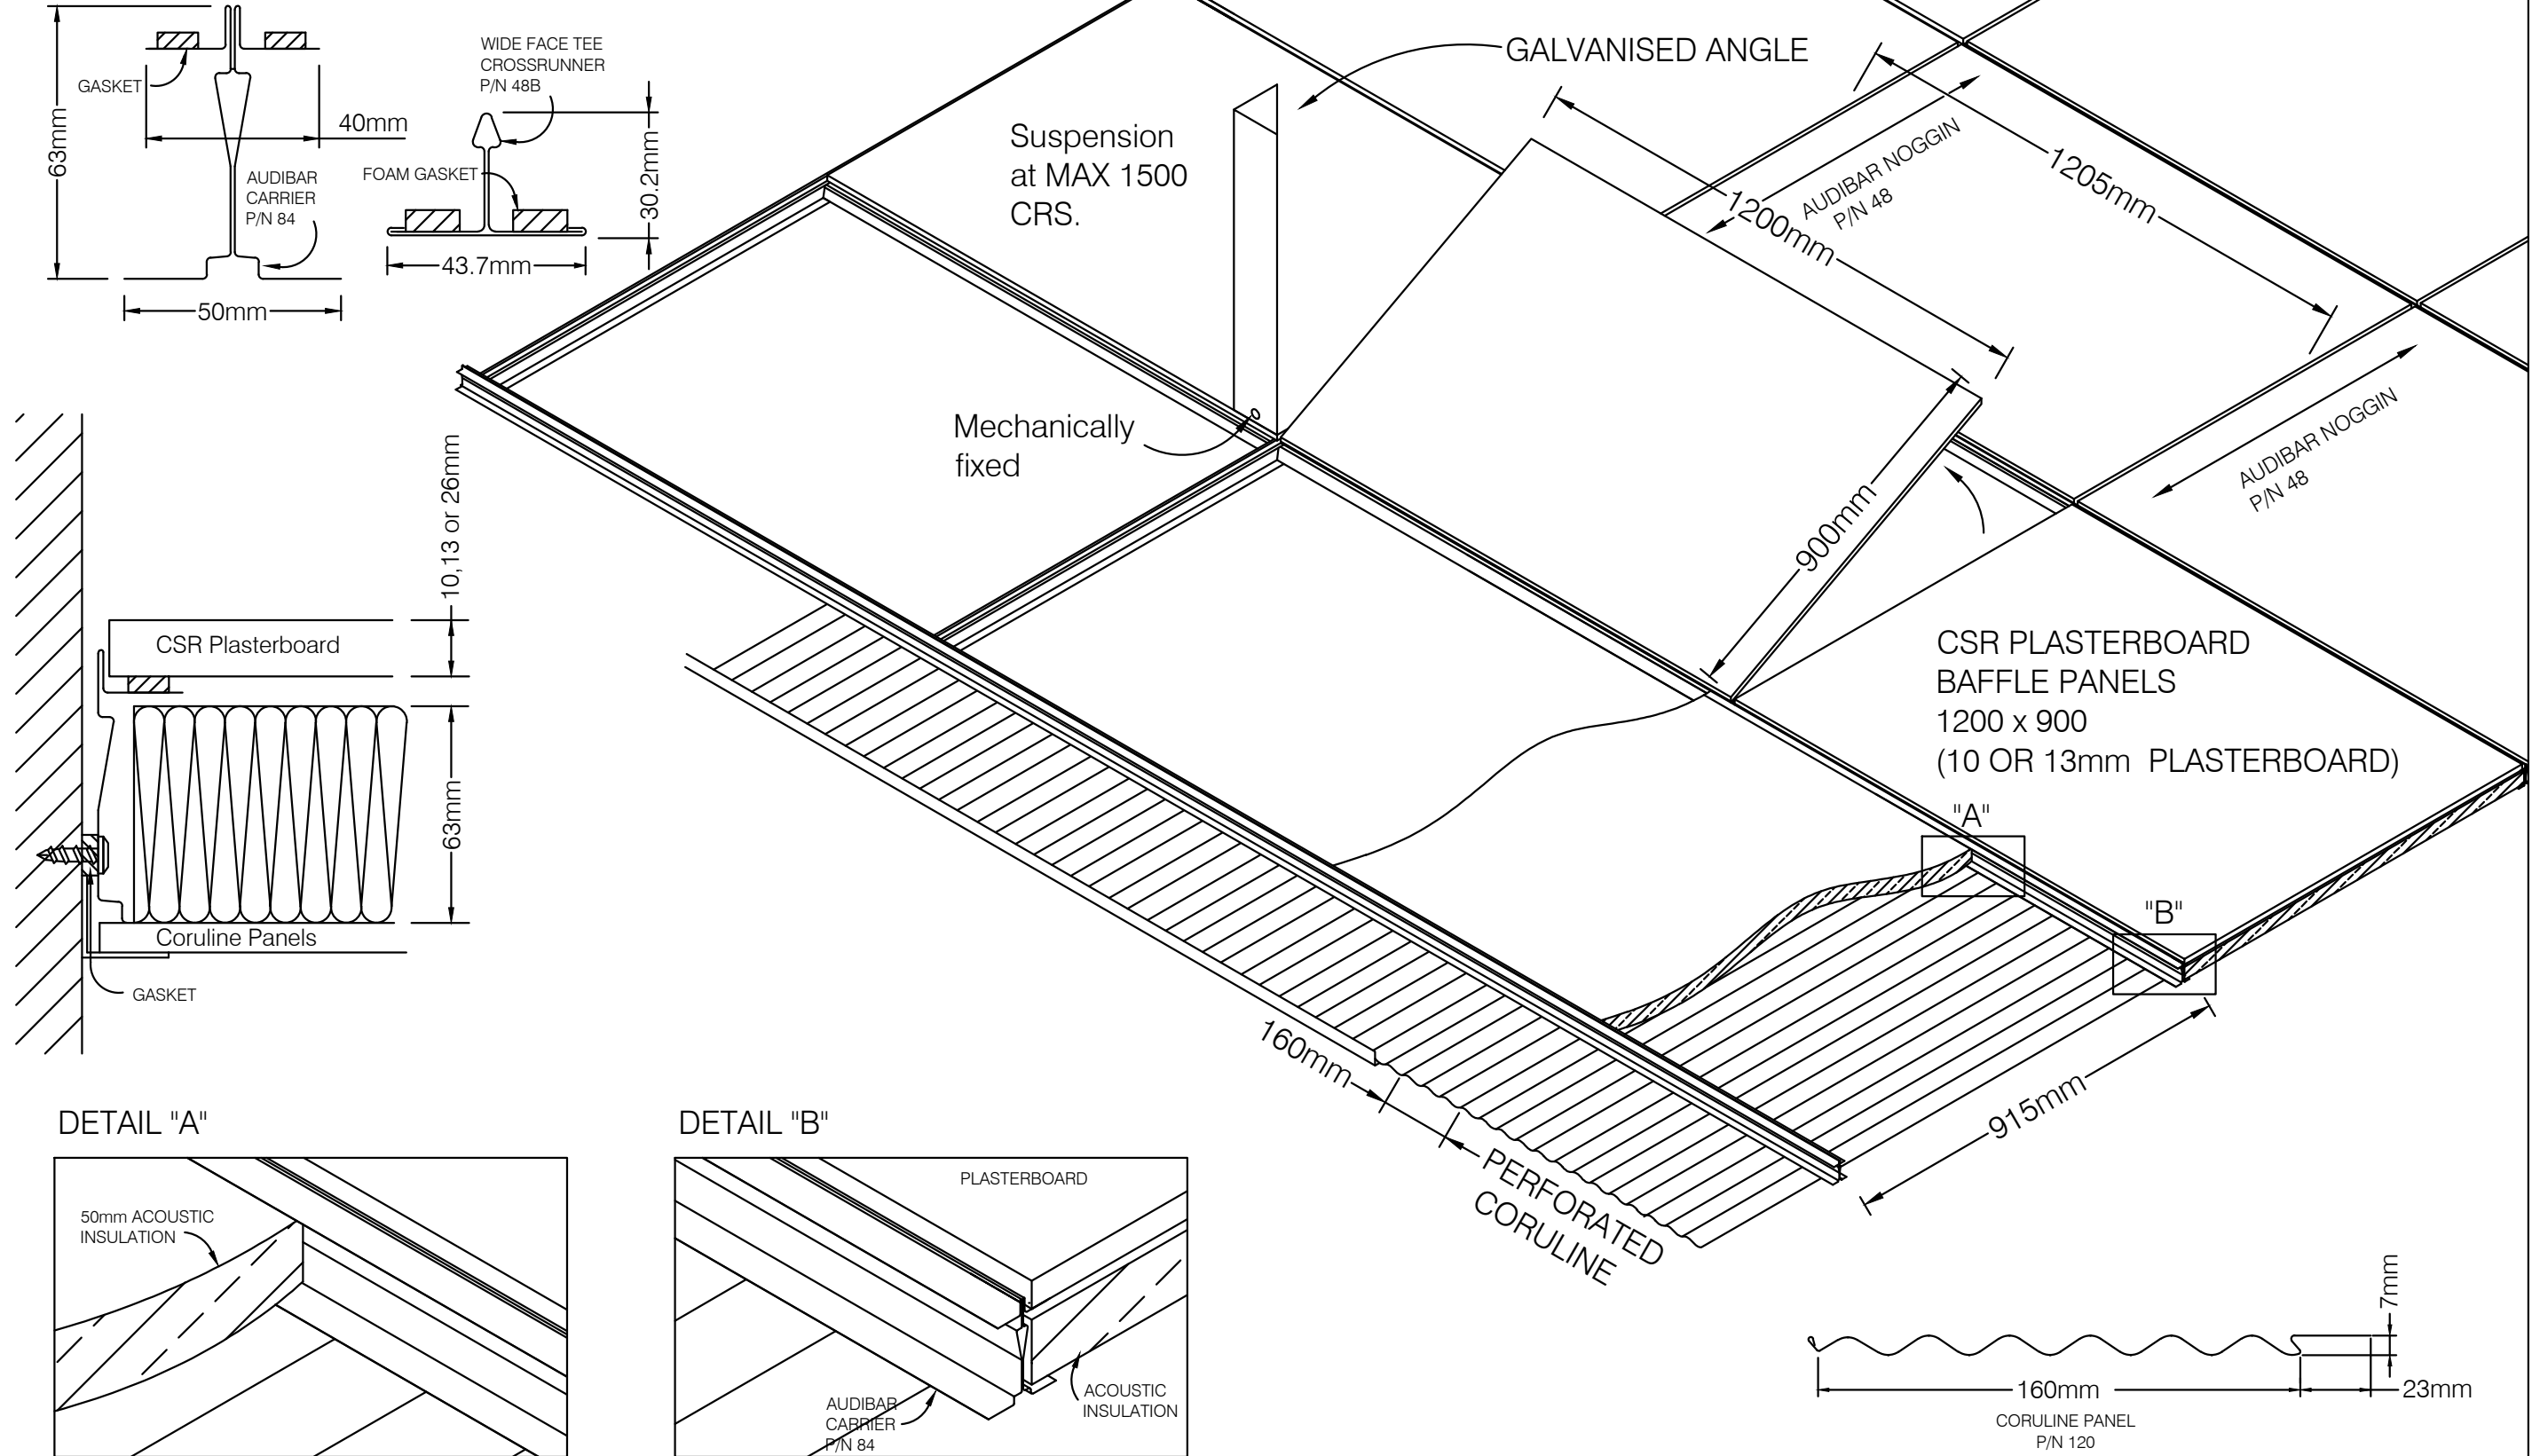 63mm
GASKET
40mm
AUDIBAR
CARRIER
P/N 84
50mm
WIDE FACE TEE
CROSSRUNNER
P/N 48B
FOAM GASKET
30.2mm
43.7mm
Suspension
at MAX 1500
CRS.
GALVANISED ANGLE
Mechanically
fixed
1200mm
AUDIBAR NOGGIN
P/N 48
1205mm
AUDIBAR NOGGIN
P/N 48
900mm
CSR PLASTERBOARD
BAFFLE PANELS
1200 x 900
(10 OR 13mm PLASTERBOARD)
"A"
"B"
10,13 or 26mm
CSR Plasterboard
63mm
Coruline Panels
GASKET
160mm
PERFORATED
CORULINE
915mm
DETAIL "A"
50mm ACOUSTIC
INSULATION
DETAIL "B"
PLASTERBOARD
AUDIBAR
CARRIER
P/N 84
ACOUSTIC
INSULATION
7mm
160mm
23mm
CORULINE PANEL
P/N 120